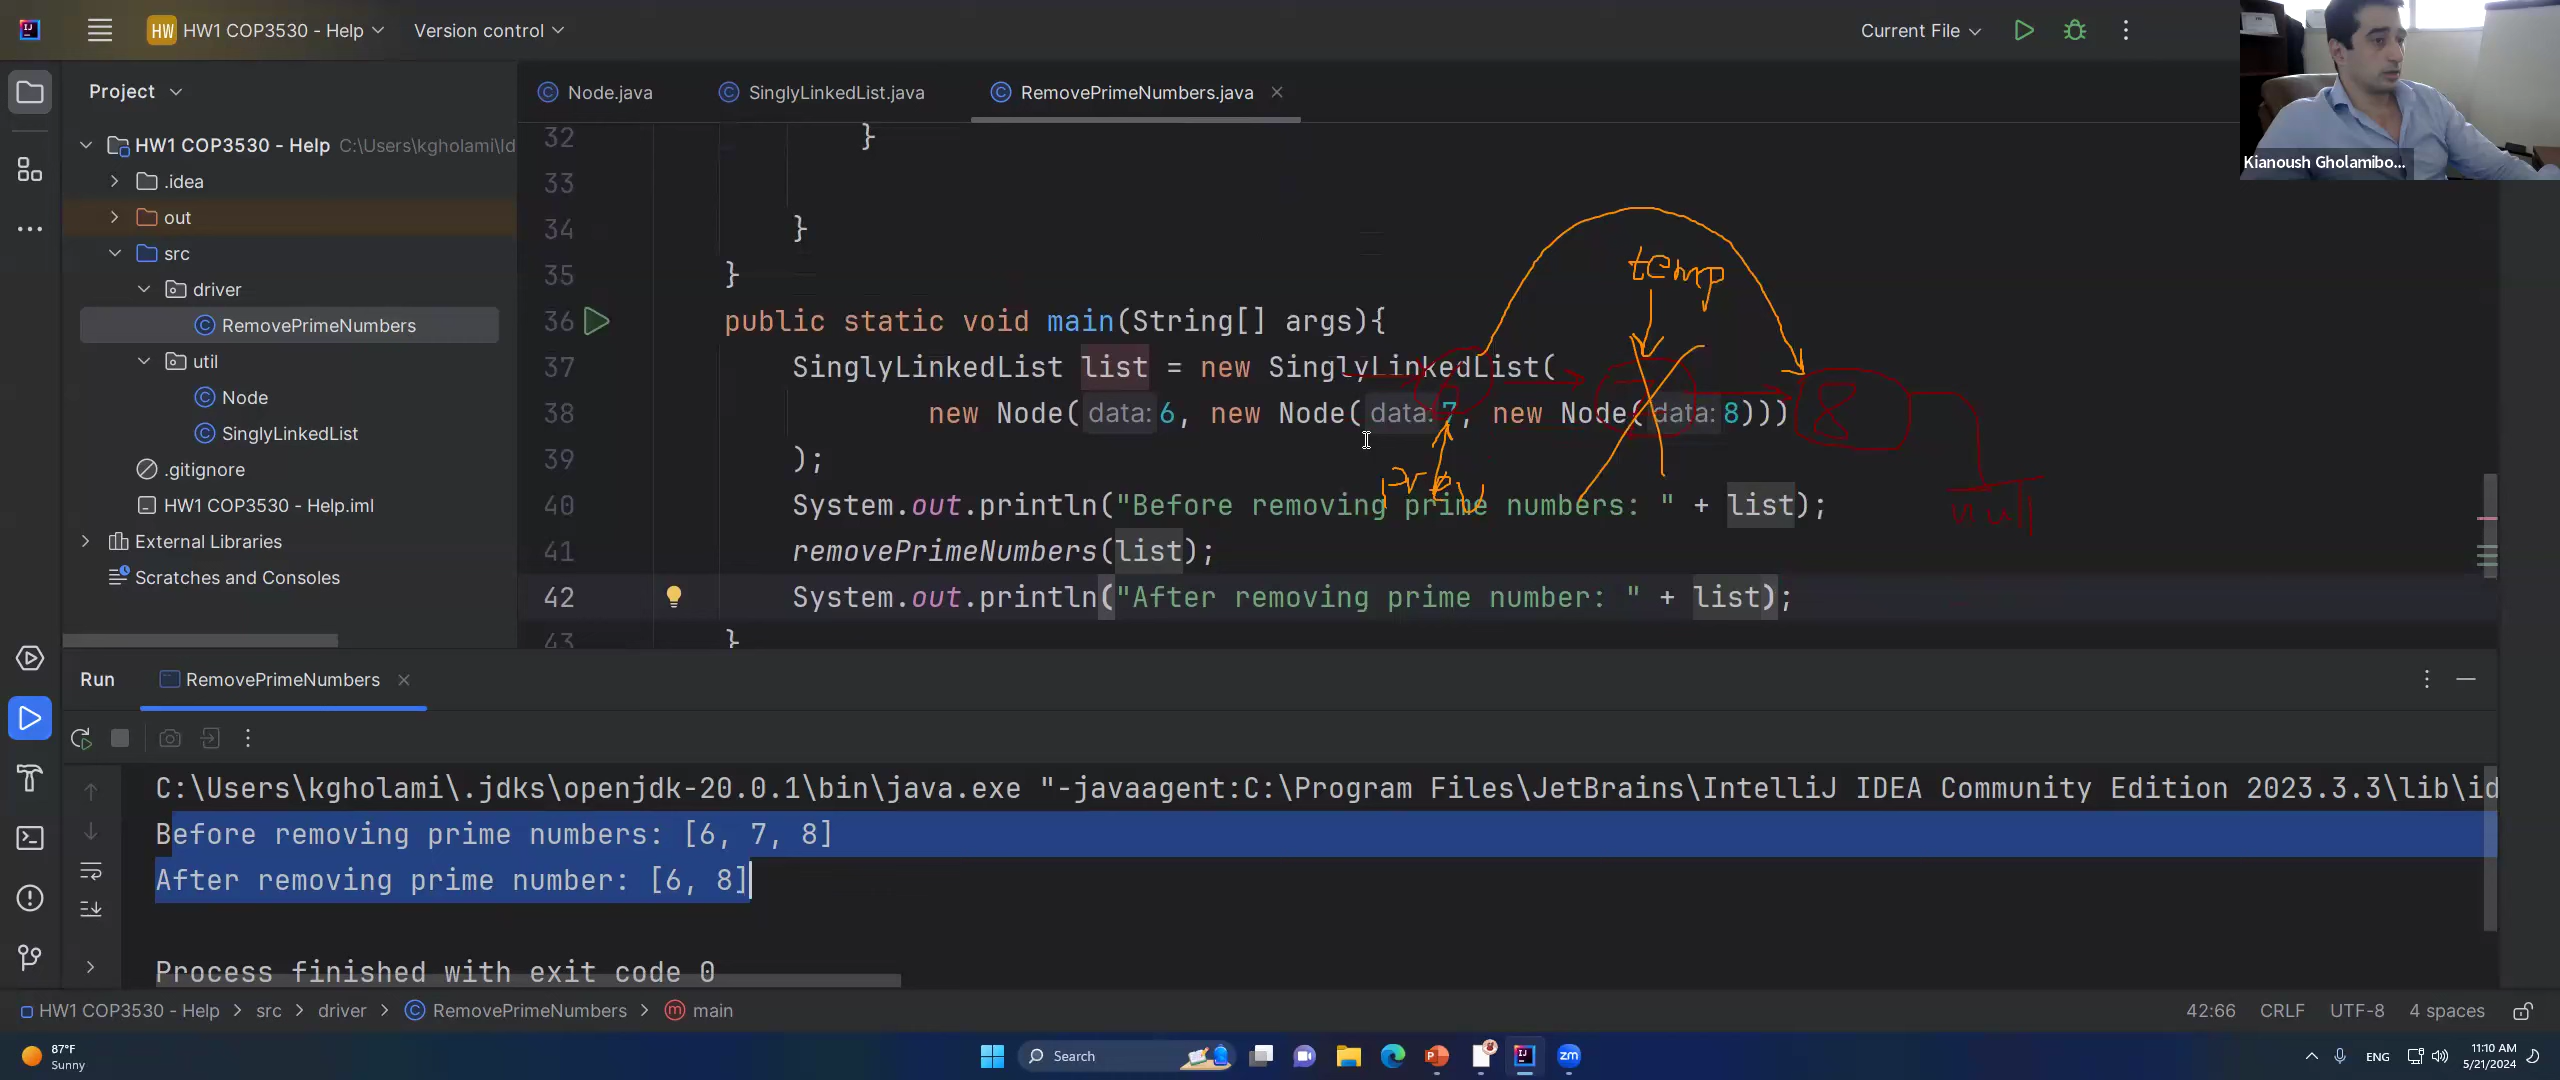 HW HW1 COP3530 - Help Version control Current File
Project
Node.java SinglyLinkedList.java RemovePrimeNumbers.java
HW1 COP3530 - Help C:\Users\kgholami\Id
.idea
out
src
driver
RemovePrimeNumbers
util
Node
SinglyLinkedList
.gitignore
HW1 COP3530 - Help.iml
External Libraries
Scratches and Consoles
32 }
33
34 }
35 }
36 public static void main(String[] args){
37 SinglyLinkedList list = new SinglyLinkedList(
38 new Node( data: 6, new Node( data: 7, new Node( data: 8)))
39 );
40 System.out.println("Before removing prime numbers: " + list);
41 removePrimeNumbers(list);
42 System.out.println("After removing prime number: " + list);
43 }
temp
prev
8
null
Kianoush Gholamibo...
Run RemovePrimeNumbers
C:\Users\kgholami\.jdks\openjdk-20.0.1\bin\java.exe "-javaagent:C:\Program Files\JetBrains\IntelliJ IDEA Community Edition 2023.3.3\lib\id
Before removing prime numbers: [6, 7, 8]
After removing prime number: [6, 8]
Process finished with exit code 0
HW1 COP3530 - Help > src > driver > RemovePrimeNumbers > main 42:66 CRLF UTF-8 4 spaces
87°F
Sunny
Search
ENG
11:10 AM
5/21/2024